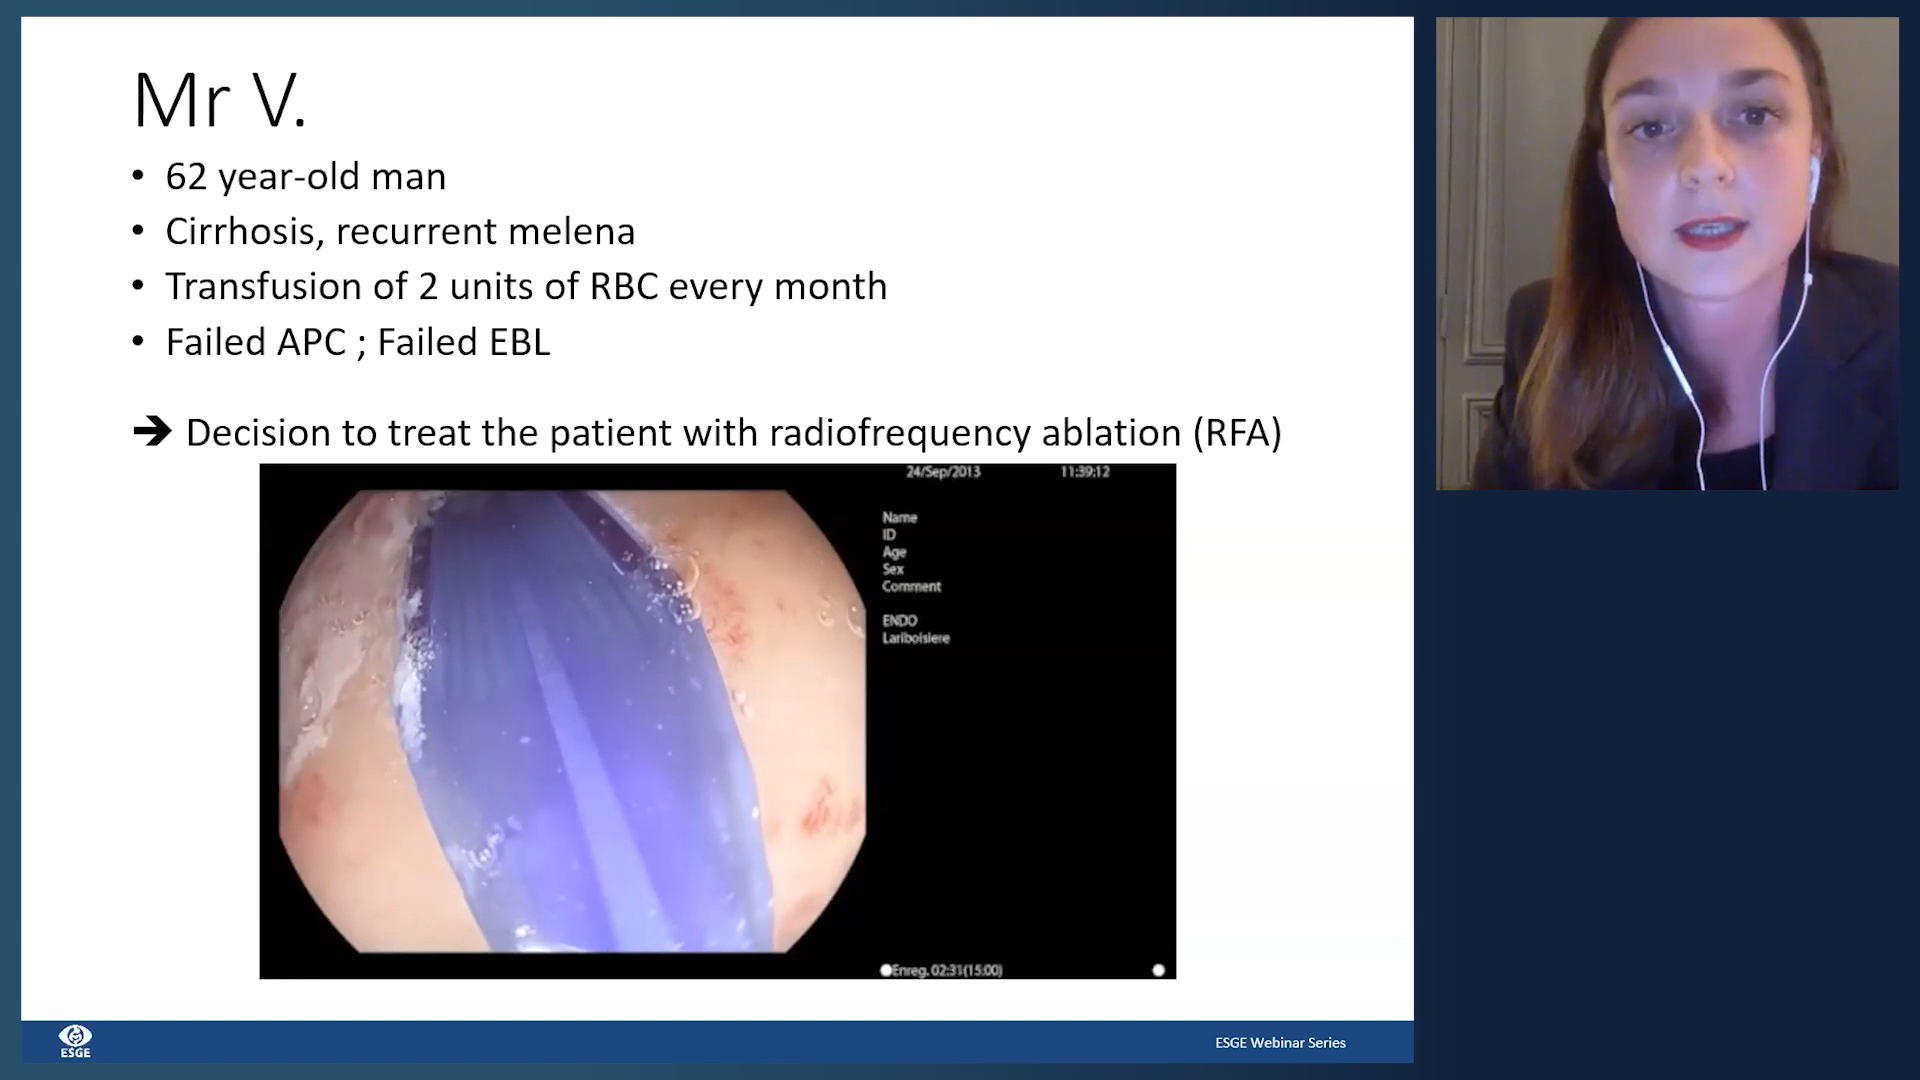 Mr V.
• 62 year-old man
• Cirrhosis, recurrent melena
• Transfusion of 2 units of RBC every month
• Failed APC ; Failed EBL
➔ Decision to treat the patient with radiofrequency ablation (RFA)
24/Sep/2013 11:39:12
Name
ID
Age
Sex
Comment
ENDO
Lariboisiere
Enreg. 02:31(15:00)
ESGE
ESGE Webinar Series